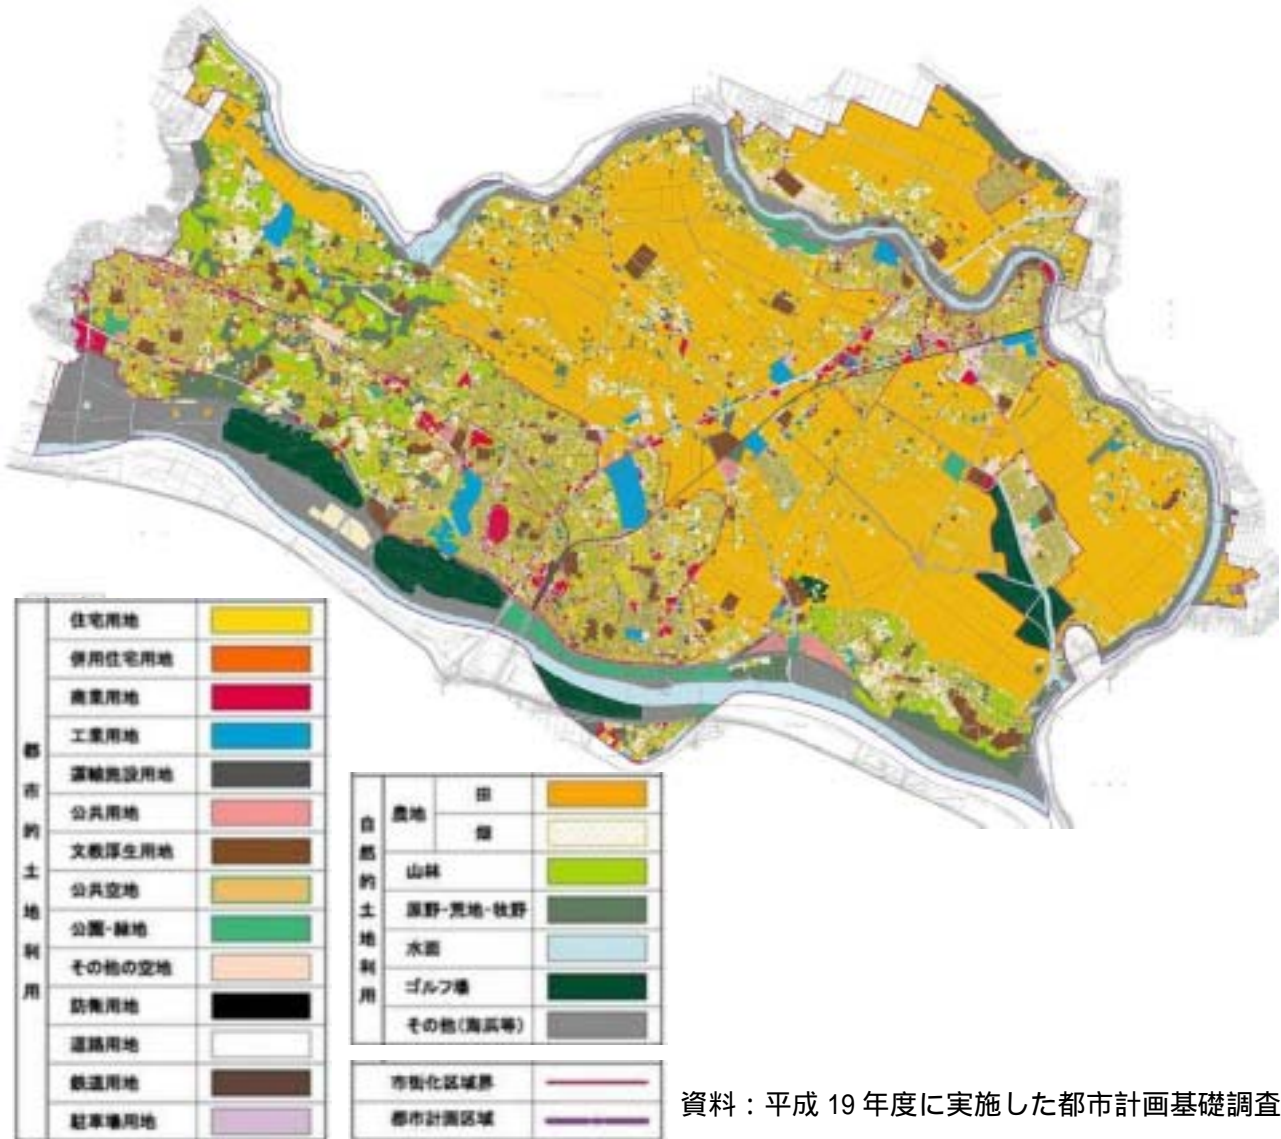 都市的土地利用
住宅用地
併用住宅用地
商業用地
工業用地
運輸施設用地
公共用地
文教厚生用地
公共空地
公園・緑地
その他の空地
防衛用地
道路用地
鉄道用地
駐車場用地
自然的土地利用
農地
田
畑
山林
原野・荒地・牧野
水面
ゴルフ場
その他(海浜等)
市街化区域界
都市計画区域
資料：平成 19 年度に実施した都市計画基礎調査